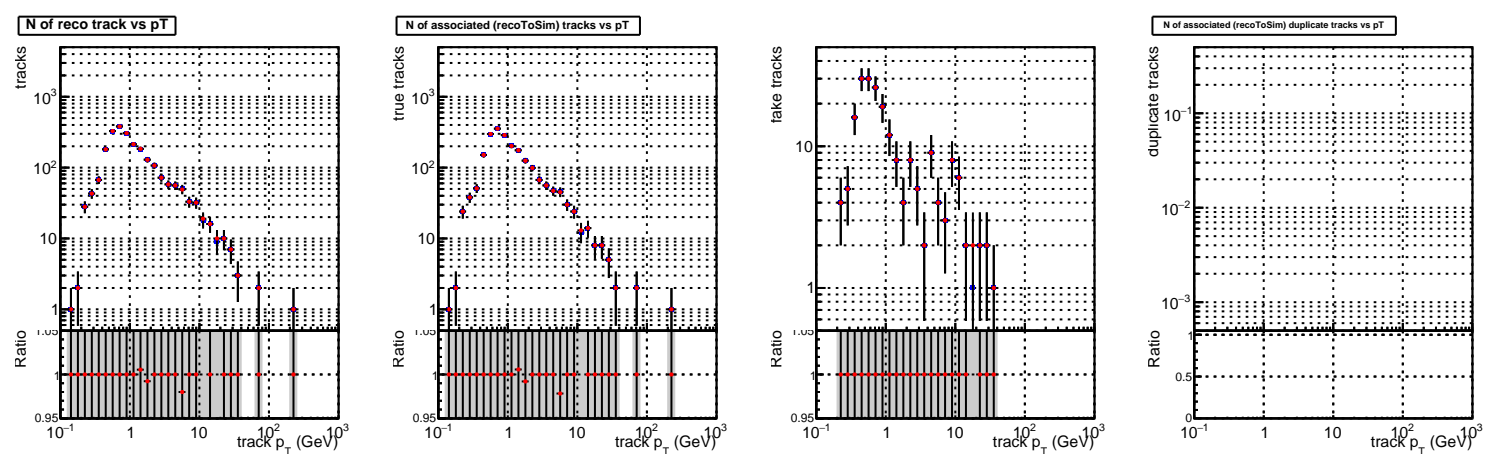 N of reco track vs pT
tracks
10³
10²
10
1
1.05
Ratio
1
0.95
10⁻¹ 1 10 10² 10³
track p_T (GeV)
N of associated (recoToSim) tracks vs pT
true tracks
10³
10²
10
1
1.05
Ratio
1
0.95
10⁻¹ 1 10 10² 10³
track p_T (GeV)
fake tracks
10
1
1.05
Ratio
1
0.95
10⁻¹ 1 10 10² 10³
track p_T (GeV)
N of associated (recoToSim) duplicate tracks vs pT
duplicate tracks
10⁻¹
10⁻²
10⁻³
Ratio
1
0.5
0
10⁻¹ 1 10 10² 10³
track p_T (GeV)